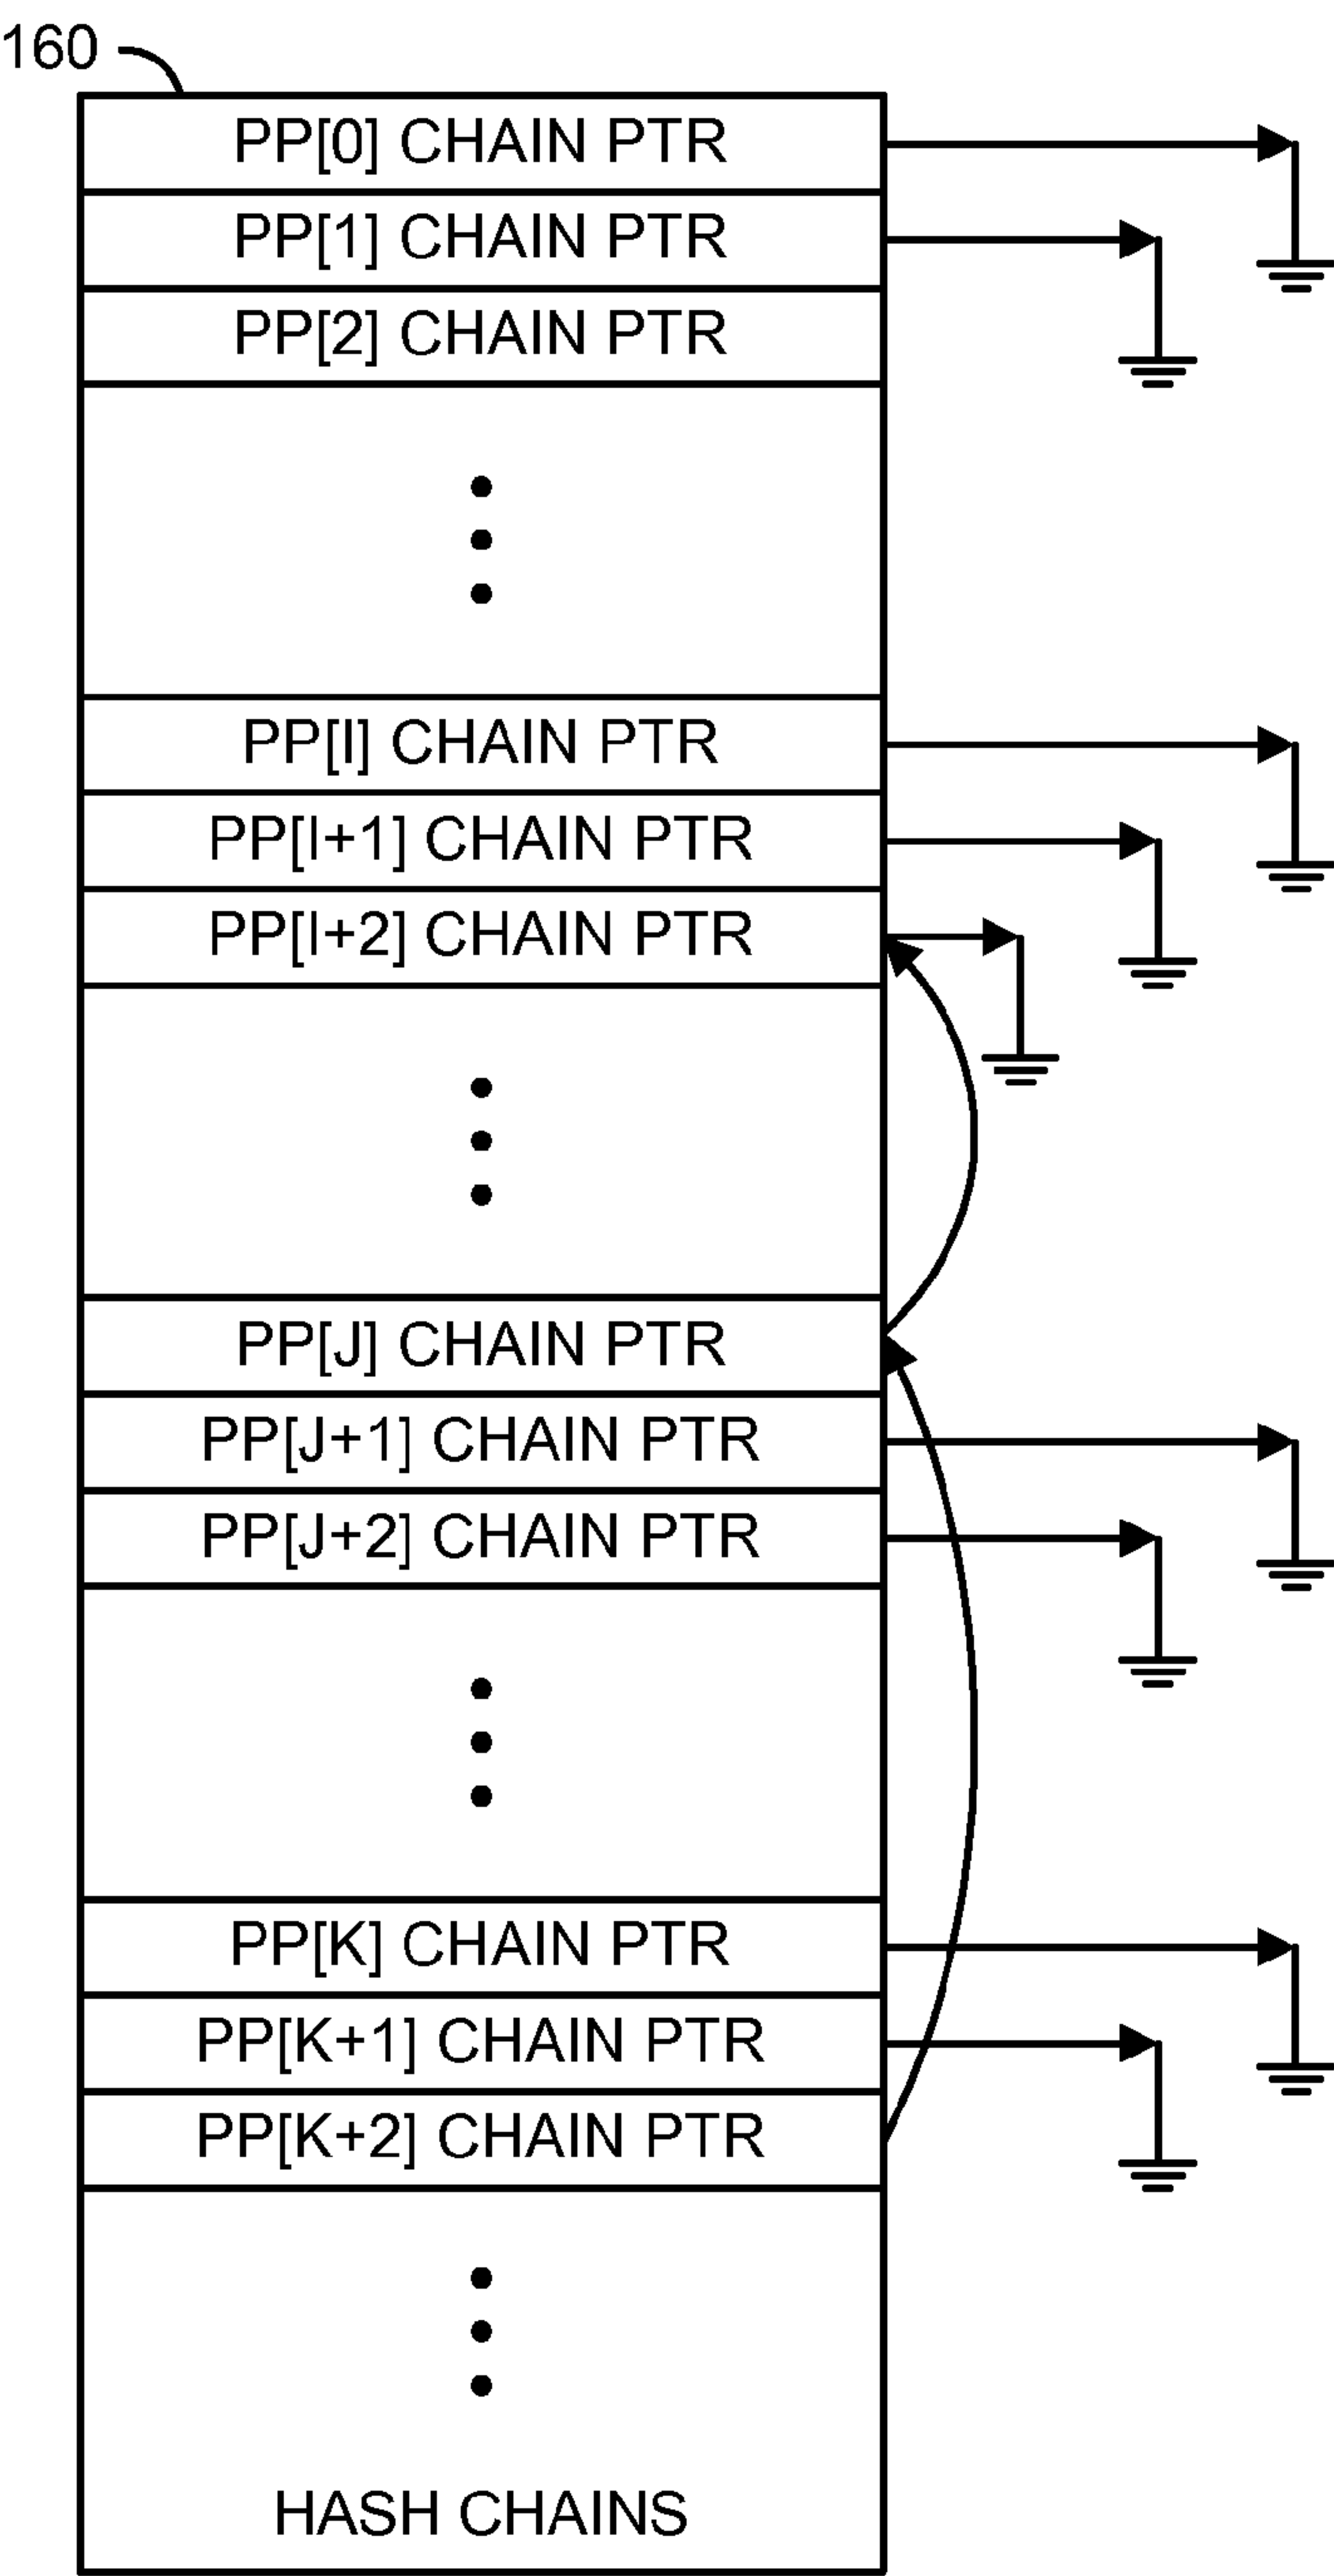 160
PP[0] CHAIN PTR
PP[1] CHAIN PTR
PP[2] CHAIN PTR
PP[I] CHAIN PTR
PP[I+1] CHAIN PTR
PP[I+2] CHAIN PTR
PP[J] CHAIN PTR
PP[J+1] CHAIN PTR
PP[J+2] CHAIN PTR
PP[K] CHAIN PTR
PP[K+1] CHAIN PTR
PP[K+2] CHAIN PTR
HASH CHAINS